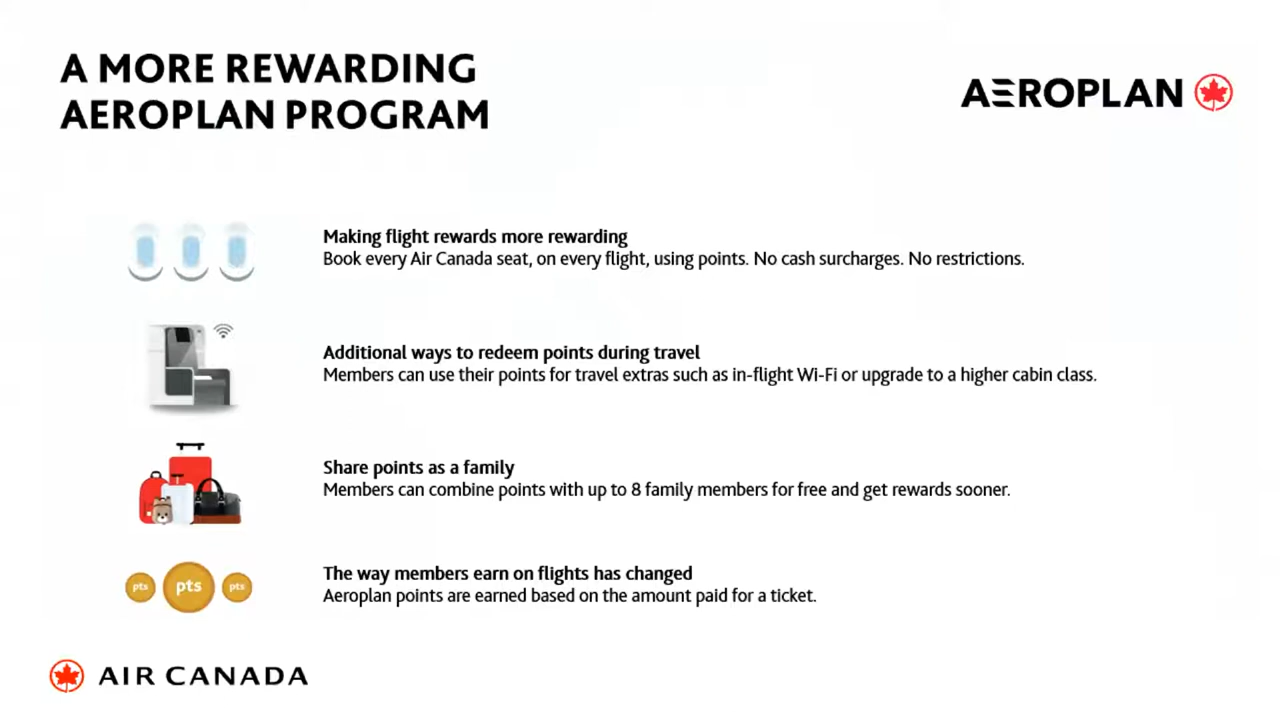 A MORE REWARDING
AEROPLAN PROGRAM
AEROPLAN
Making flight rewards more rewarding
Book every Air Canada seat, on every flight, using points. No cash surcharges. No restrictions.
Additional ways to redeem points during travel
Members can use their points for travel extras such as in-flight Wi-Fi or upgrade to a higher cabin class.
Share points as a family
Members can combine points with up to 8 family members for free and get rewards sooner.
pts pts pts
The way members earn on flights has changed
Aeroplan points are earned based on the amount paid for a ticket.
AIR CANADA